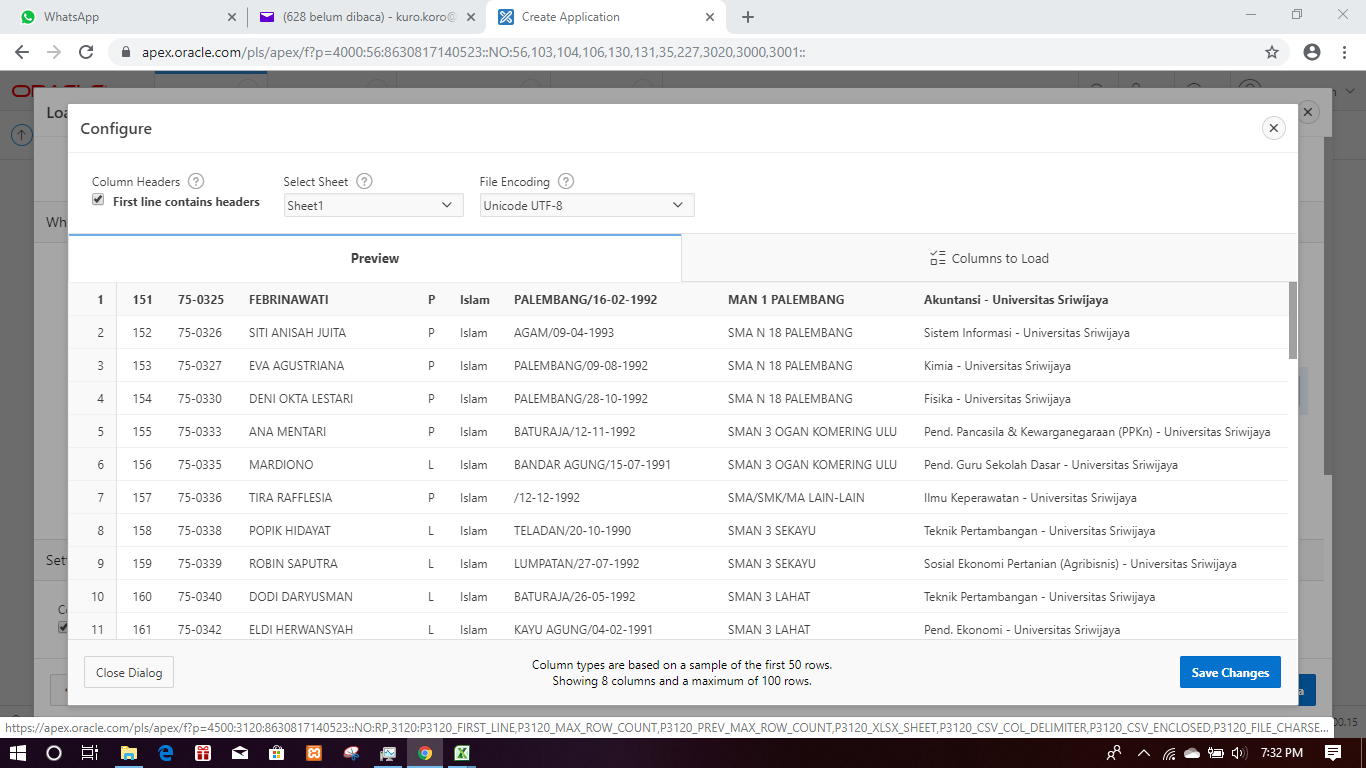 WhatsApp
(628 belum dibaca) - kuro.koro@
Create Application
apex.oracle.com/pls/apex/f?p=4000:56:8630817140523::NO:56,103,104,106,130,131,35,227,3020,3000,3001::
Configure
Column Headers
Select Sheet
File Encoding
First line contains headers
Sheet1
Unicode UTF-8
Preview
Columns to Load
1 151 75-0325 FEBRINAWATI P Islam PALEMBANG/16-02-1992 MAN 1 PALEMBANG Akuntansi - Universitas Sriwijaya
2 152 75-0326 SITI ANISAH JUITA P Islam AGAM/09-04-1993 SMA N 18 PALEMBANG Sistem Informasi - Universitas Sriwijaya
3 153 75-0327 EVA AGUSTRIANA P Islam PALEMBANG/09-08-1992 SMA N 18 PALEMBANG Kimia - Universitas Sriwijaya
4 154 75-0330 DENI OKTA LESTARI P Islam PALEMBANG/28-10-1992 SMA N 18 PALEMBANG Fisika - Universitas Sriwijaya
5 155 75-0333 ANA MENTARI P Islam BATURAJA/12-11-1992 SMAN 3 OGAN KOMERING ULU Pend. Pancasila & Kewarganegaraan (PPKn) - Universitas Sriwijaya
6 156 75-0335 MARDIONO L Islam BANDAR AGUNG/15-07-1991 SMAN 3 OGAN KOMERING ULU Pend. Guru Sekolah Dasar - Universitas Sriwijaya
7 157 75-0336 TIRA RAFFLESIA P Islam /12-12-1992 SMA/SMK/MA LAIN-LAIN Ilmu Keperawatan - Universitas Sriwijaya
8 158 75-0338 POPIK HIDAYAT L Islam TELADAN/20-10-1990 SMAN 3 SEKAYU Teknik Pertambangan - Universitas Sriwijaya
9 159 75-0339 ROBIN SAPUTRA L Islam LUMPATAN/27-07-1992 SMAN 3 SEKAYU Sosial Ekonomi Pertanian (Agribisnis) - Universitas Sriwijaya
10 160 75-0340 DODI DARYUSMAN L Islam BATURAJA/26-05-1992 SMAN 3 LAHAT Teknik Pertambangan - Universitas Sriwijaya
11 161 75-0342 ELDI HERWANSYAH L Islam KAYU AGUNG/04-02-1991 SMAN 3 LAHAT Pend. Ekonomi - Universitas Sriwijaya
Close Dialog
Column types are based on a sample of the first 50 rows.
Showing 8 columns and a maximum of 100 rows.
Save Changes
https://apex.oracle.com/pls/apex/f?p=4500:3120:8630817140523::NO:RP,3120:P3120_FIRST_LINE,P3120_MAX_ROW_COUNT,P3120_PREV_MAX_ROW_COUNT,P3120_XLSX_SHEET,P3120_CSV_COL_DELIMITER,P3120_CSV_ENCLOSED,P3120_FILE_CHARSE...
7:32 PM